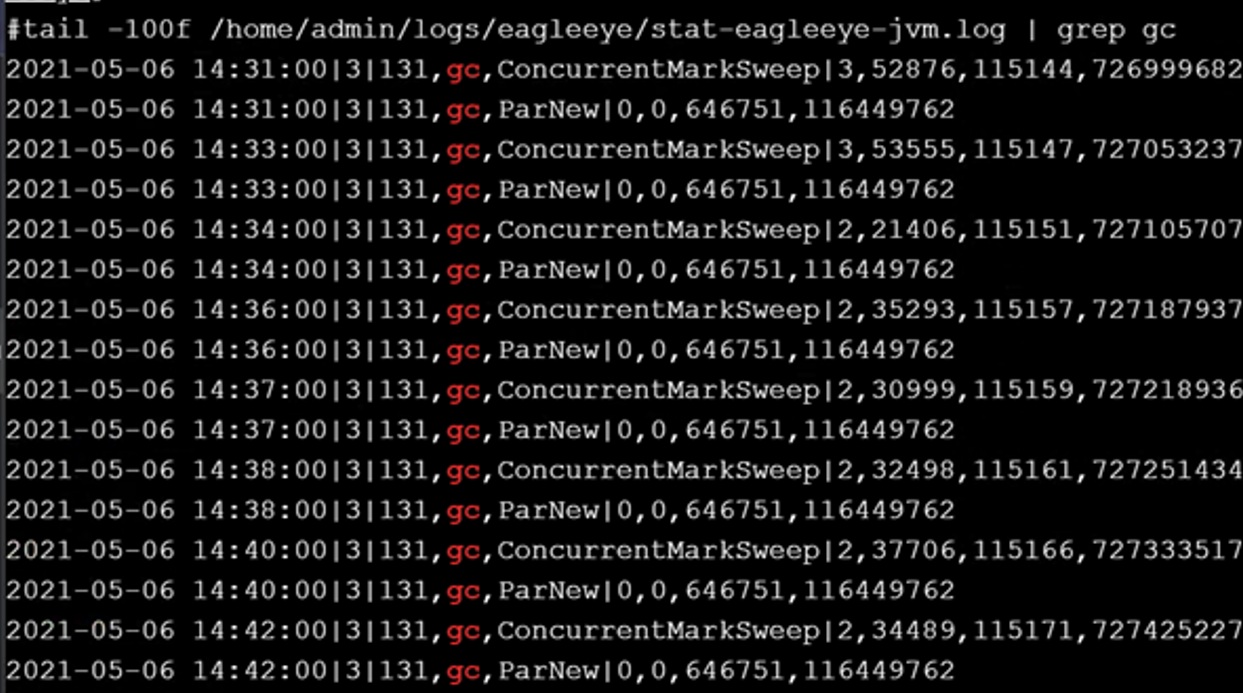 #tail -100f /home/admin/logs/eagleeye/stat-eagleeye-jvm.log | grep gc
2021-05-06 14:31:00|3|131,gc,ConcurrentMarkSweep|3,52876,115144,726999682
2021-05-06 14:31:00|3|131,gc,ParNew|0,0,646751,116449762
2021-05-06 14:33:00|3|131,gc,ConcurrentMarkSweep|3,53555,115147,727053237
2021-05-06 14:33:00|3|131,gc,ParNew|0,0,646751,116449762
2021-05-06 14:34:00|3|131,gc,ConcurrentMarkSweep|2,21406,115151,727105707
2021-05-06 14:34:00|3|131,gc,ParNew|0,0,646751,116449762
2021-05-06 14:36:00|3|131,gc,ConcurrentMarkSweep|2,35293,115157,727187937
2021-05-06 14:36:00|3|131,gc,ParNew|0,0,646751,116449762
2021-05-06 14:37:00|3|131,gc,ConcurrentMarkSweep|2,30999,115159,727218936
2021-05-06 14:37:00|3|131,gc,ParNew|0,0,646751,116449762
2021-05-06 14:38:00|3|131,gc,ConcurrentMarkSweep|2,32498,115161,727251434
2021-05-06 14:38:00|3|131,gc,ParNew|0,0,646751,116449762
2021-05-06 14:40:00|3|131,gc,ConcurrentMarkSweep|2,37706,115166,727333517
2021-05-06 14:40:00|3|131,gc,ParNew|0,0,646751,116449762
2021-05-06 14:42:00|3|131,gc,ConcurrentMarkSweep|2,34489,115171,727425227
2021-05-06 14:42:00|3|131,gc,ParNew|0,0,646751,116449762